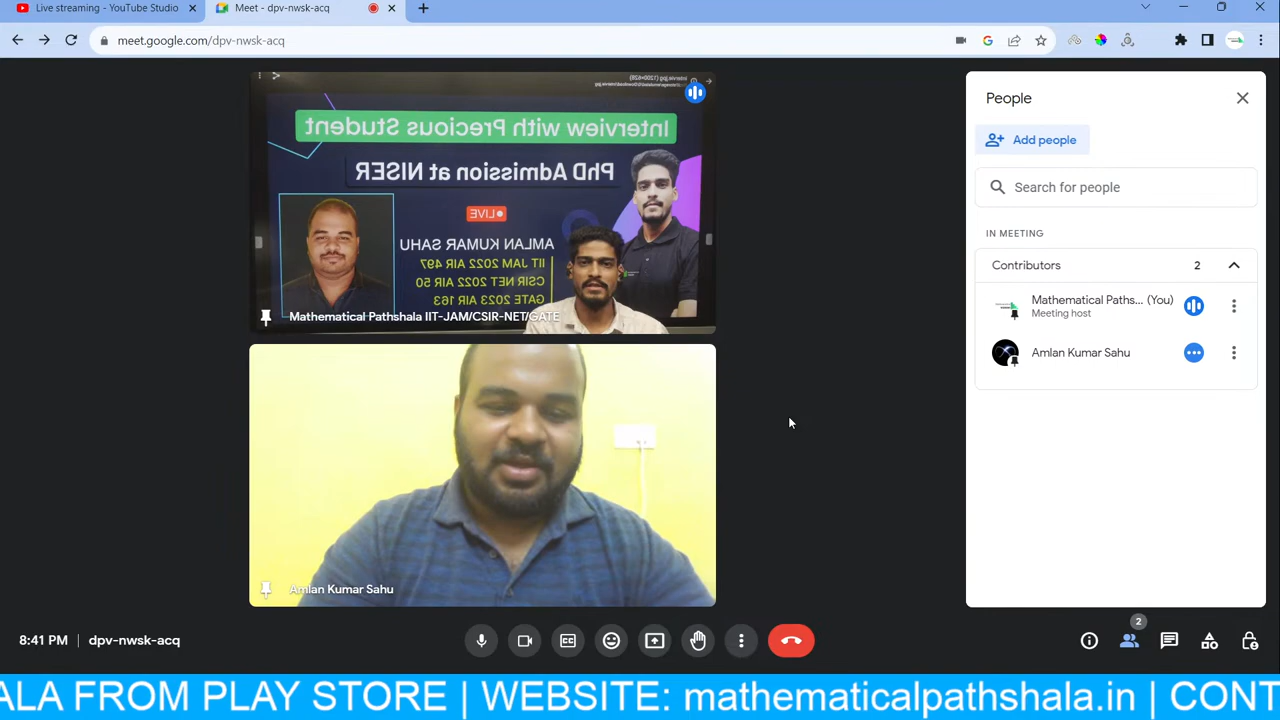 Live streaming - YouTube Studio
Meet - dpv-nwsk-acq
meet.google.com/dpv-nwsk-acq
interview.jpg (1200×628)
Interview with Precious Student
PhD Admission at NISER
LIVE
AMLAN KUMAR SAHU
IIT JAM 2022 AIR 497
CSIR NET 2022 AIR 50
GATE 2023 AIR 163
Mathematical Pathshala IIT-JAM/CSIR-NET/GATE
Amlan Kumar Sahu
People
Add people
Search for people
IN MEETING
Contributors 2
Mathematical Paths... (You)
Meeting host
Amlan Kumar Sahu
8:41 PM | dpv-nwsk-acq
2
ALA FROM PLAY STORE | WEBSITE: mathematicalpathshala.in | CONT